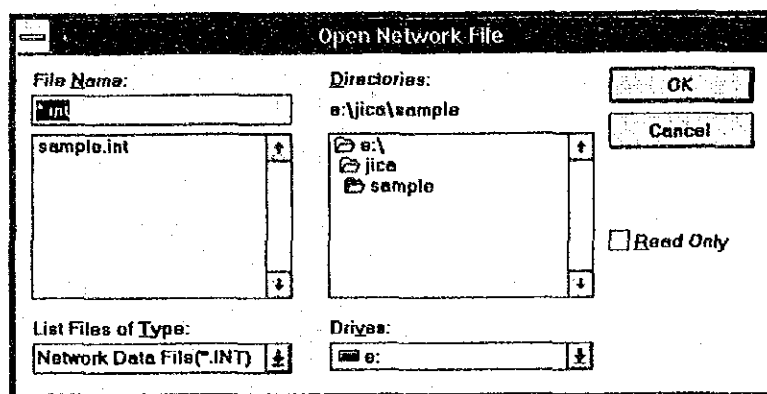 Open Network File
File Name:
*.int
sample.int
List Files of Type:
Network Data File(*.INT)
Directories:
e:\jica\sample
e:\
jica
sample
Drives:
e:
OK
Cancel
Read Only